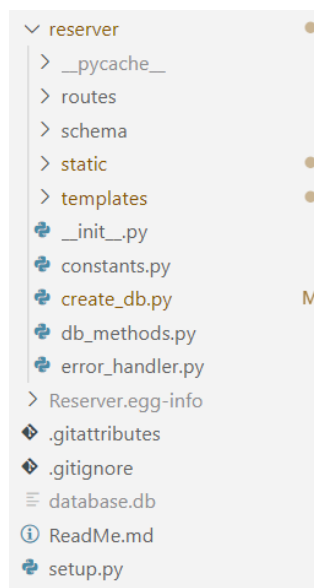 reserver
__pycache__
routes
schema
static
templates
__init__.py
constants.py
create_db.py
M
db_methods.py
error_handler.py
Reserver.egg-info
.gitattributes
.gitignore
database.db
ReadMe.md
setup.py